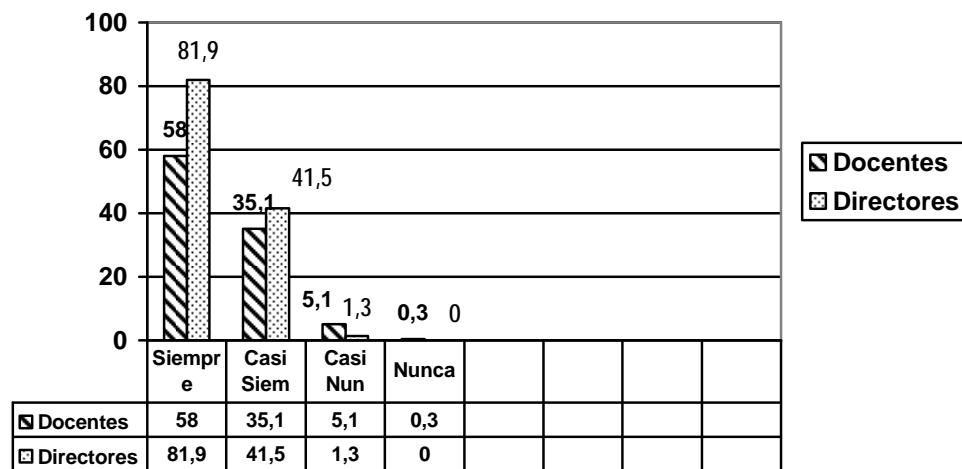 100
81,9
80
58
60
41,5
35,1
40
20
5,1
1,3
0,3
0
0
Docentes
Directores
Siempr
e
Casi
Siem
Casi
Nun
Nunca
Docentes 58 35,1 5,1 0,3
Directores 81,9 41,5 1,3 0